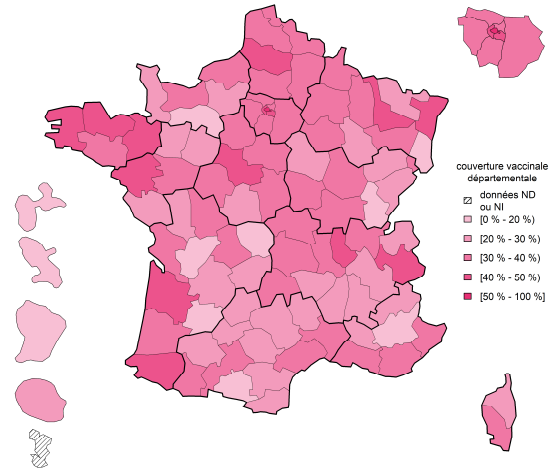 couverture vaccinale
départementale
données ND
ou NI
[0 % - 20 %)
[20 % - 30 %)
[30 % - 40 %)
[40 % - 50 %)
[50 % - 100 %]